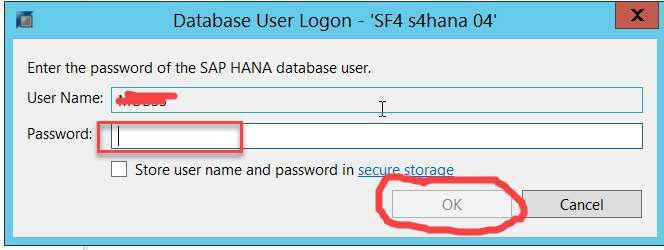 Database User Logon - 'SF4 s4hana 04'
X
Enter the password of the SAP HANA database user.
User Name:
Password:
Store user name and password in secure storage
OK
Cancel